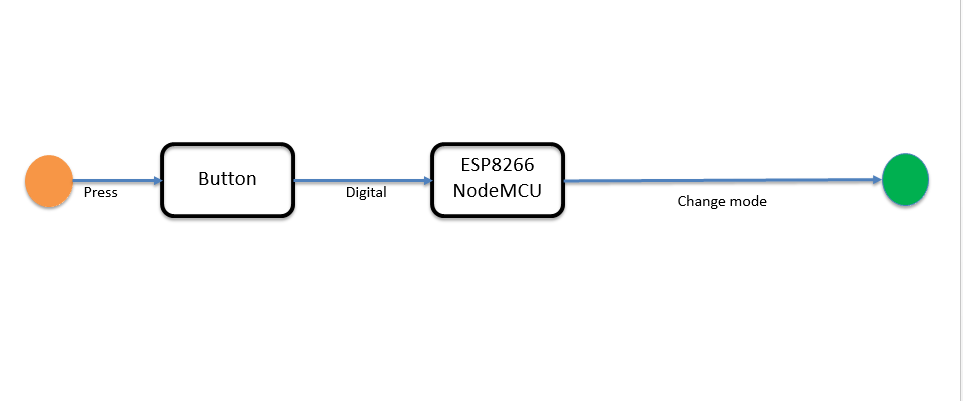 Press
Button
Digital
ESP8266
NodeMCU
Change mode